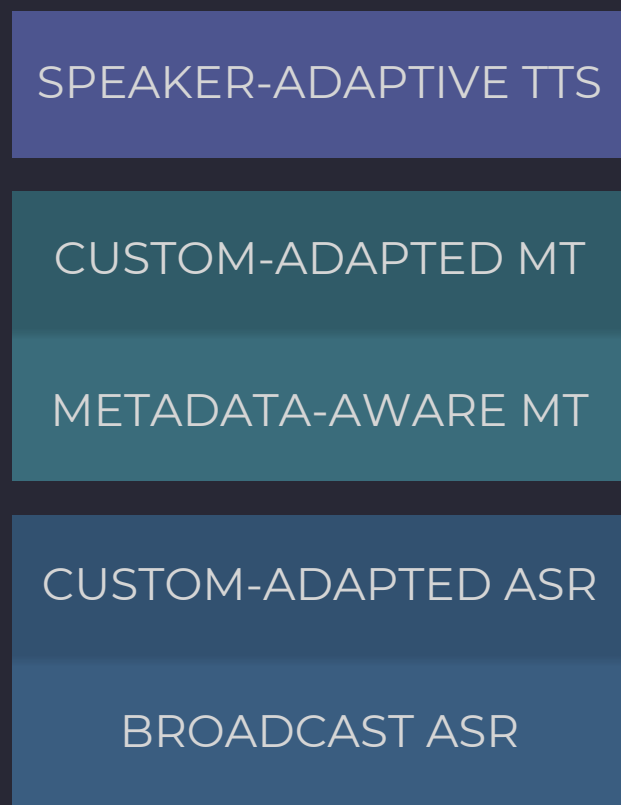 SPEAKER-ADAPTIVE TTS
CUSTOM-ADAPTED MT
METADATA-AWARE MT
CUSTOM-ADAPTED ASR
BROADCAST ASR